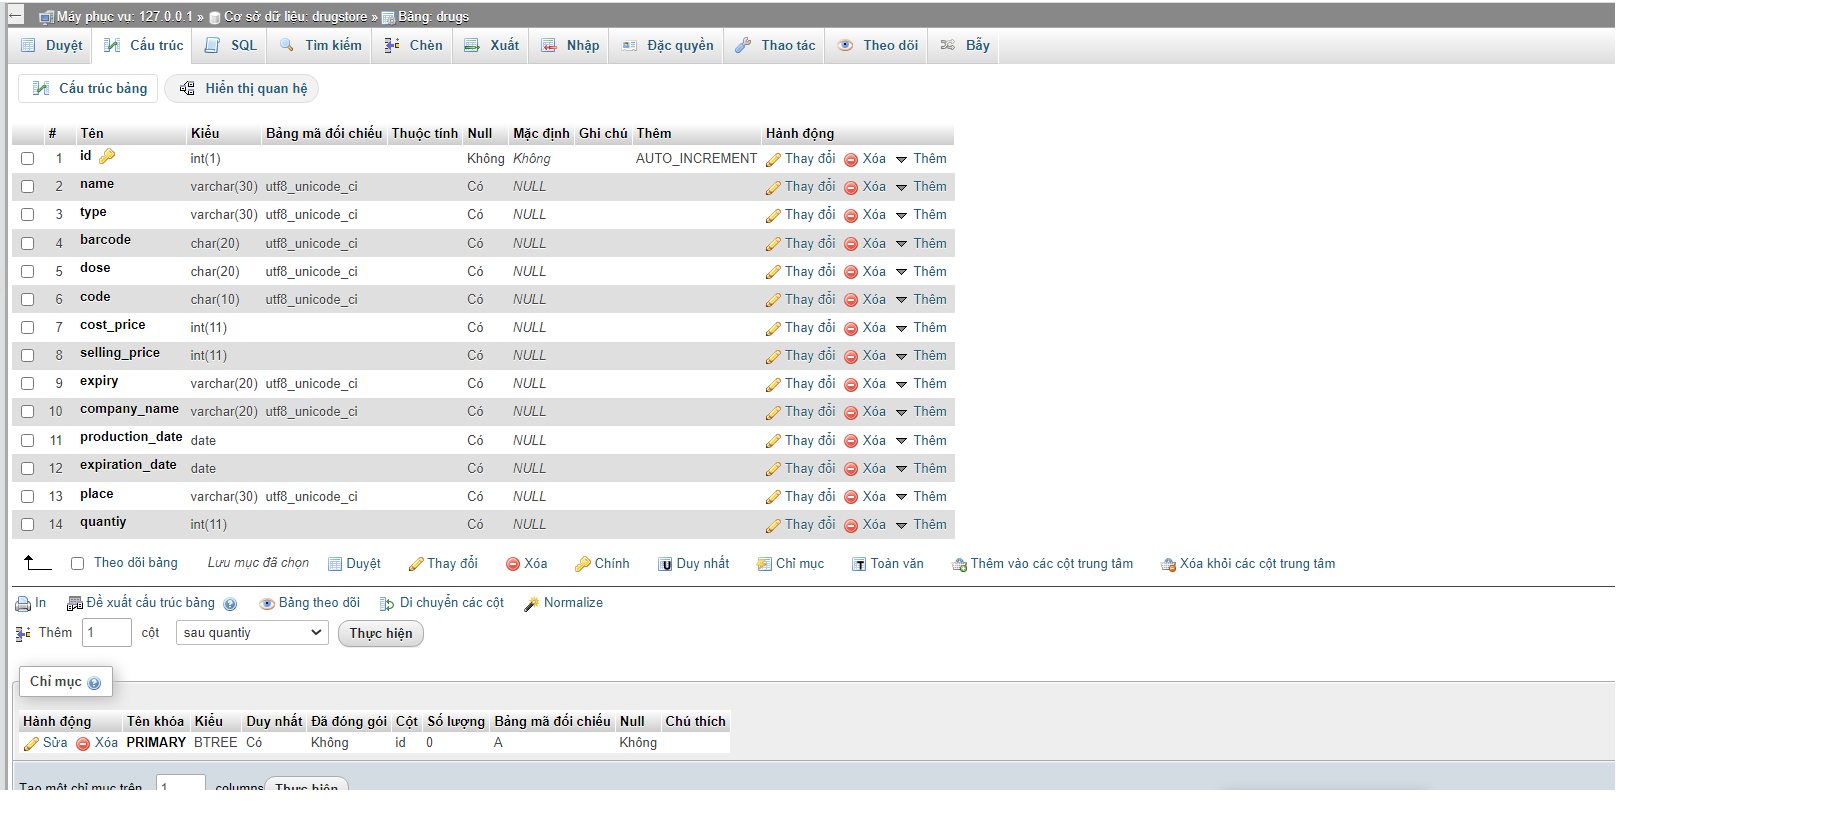 Máy phục vụ: 127.0.0.1 » Cơ sở dữ liệu: drugstore » Bảng: drugs
Duyệt Cấu trúc SQL Tìm kiếm Chèn Xuất Nhập Đặc quyền Thao tác Theo dõi Bẫy
Cấu trúc bảng Hiển thị quan hệ
# Tên Kiểu Bảng mã đối chiếu Thuộc tính Null Mặc định Ghi chú Thêm Hành động
1 id int(1) Không Không AUTO_INCREMENT Thay đổi Xóa Thêm
2 name varchar(30) utf8_unicode_ci Có NULL Thay đổi Xóa Thêm
3 type varchar(30) utf8_unicode_ci Có NULL Thay đổi Xóa Thêm
4 barcode char(20) utf8_unicode_ci Có NULL Thay đổi Xóa Thêm
5 dose char(20) utf8_unicode_ci Có NULL Thay đổi Xóa Thêm
6 code char(10) utf8_unicode_ci Có NULL Thay đổi Xóa Thêm
7 cost_price int(11) Có NULL Thay đổi Xóa Thêm
8 selling_price int(11) Có NULL Thay đổi Xóa Thêm
9 expiry varchar(20) utf8_unicode_ci Có NULL Thay đổi Xóa Thêm
10 company_name varchar(20) utf8_unicode_ci Có NULL Thay đổi Xóa Thêm
11 production_date date Có NULL Thay đổi Xóa Thêm
12 expiration_date date Có NULL Thay đổi Xóa Thêm
13 place varchar(30) utf8_unicode_ci Có NULL Thay đổi Xóa Thêm
14 quantiy int(11) Có NULL Thay đổi Xóa Thêm
Theo dõi bảng Lưu mục đã chọn Duyệt Thay đổi Xóa Chính Duy nhất Chỉ mục Toàn văn Thêm vào các cột trung tâm Xóa khỏi các cột trung tâm
In Đề xuất cấu trúc bảng Bảng theo dõi Di chuyển các cột Normalize
Thêm 1 cột sau quantiy Thực hiện
Chỉ mục
Hành động Tên khóa Kiểu Duy nhất Đã đóng gói Cột Số lượng Bảng mã đối chiếu Null Chú thích
Sửa Xóa PRIMARY BTREE Có Không id 0 A Không
Tạo một chỉ mục trên 1 columns Thực hiện